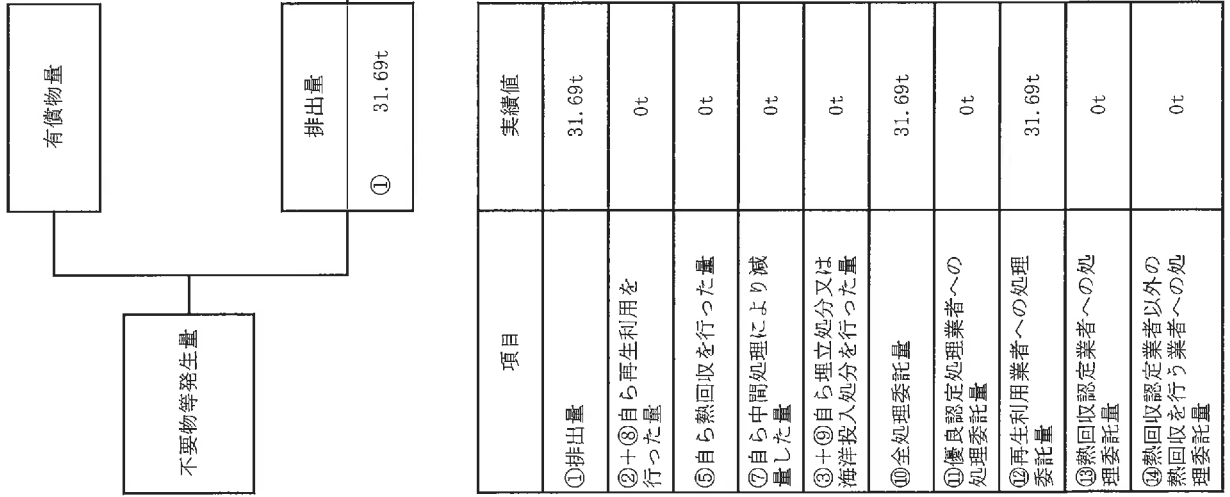 不要物等発生量
有償物量
排出量
① 31.69t
項目 実績値
①排出量 31.69t
②＋⑧自ら再生利用を
行った量 0t
⑤自ら熱回収を行った量 0t
⑦自ら中間処理により減
量した量 0t
③＋⑨自ら埋立処分又は
海洋投入処分を行った量 0t
⑩全処理委託量 31.69t
⑪優良認定処理業者への
処理委託量 0t
⑫再生利用業者への処理
委託量 31.69t
⑬熱回収認定業者への処
理委託量 0t
⑭熱回収認定業者以外の
熱回収を行う業者への処
理委託量 0t